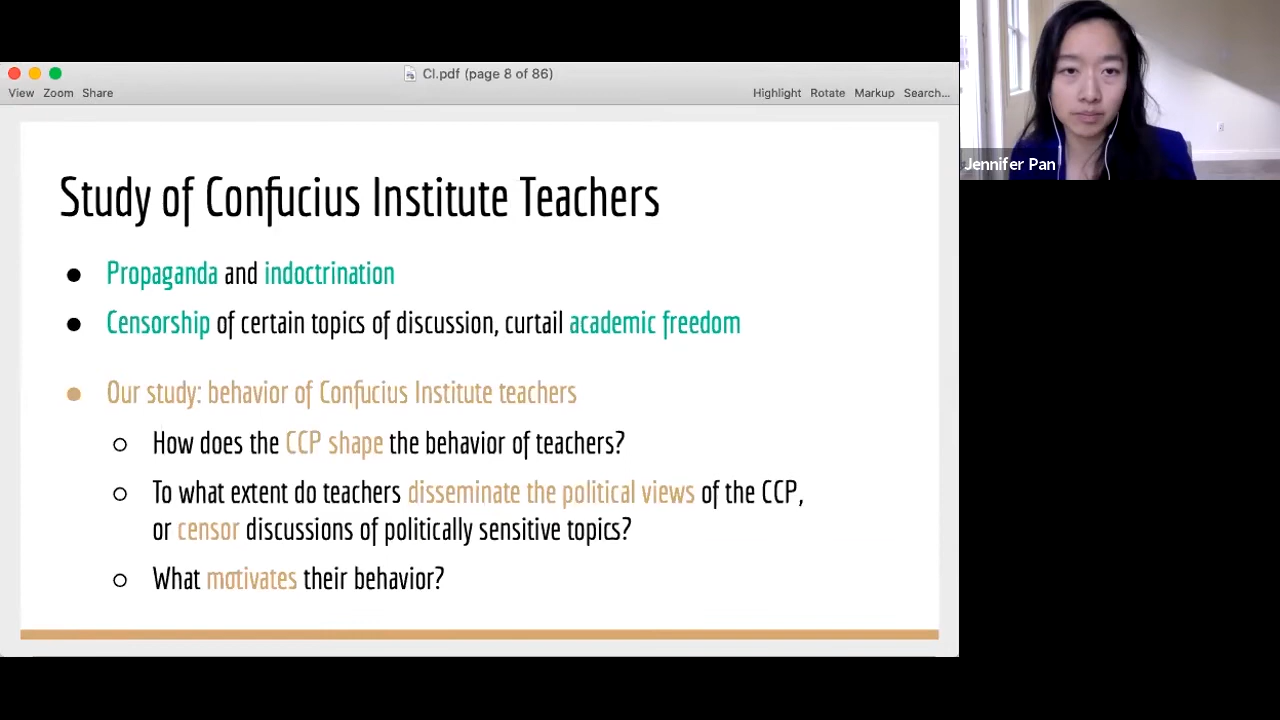 CI.pdf (page 8 of 86)
View Zoom Share
Highlight Rotate Markup Search...
Study of Confucius Institute Teachers
● Propaganda and indoctrination
● Censorship of certain topics of discussion, curtail academic freedom
● Our study: behavior of Confucius Institute teachers
○ How does the CCP shape the behavior of teachers?
○ To what extent do teachers disseminate the political views of the CCP,
or censor discussions of politically sensitive topics?
○ What motivates their behavior?
Jennifer Pan